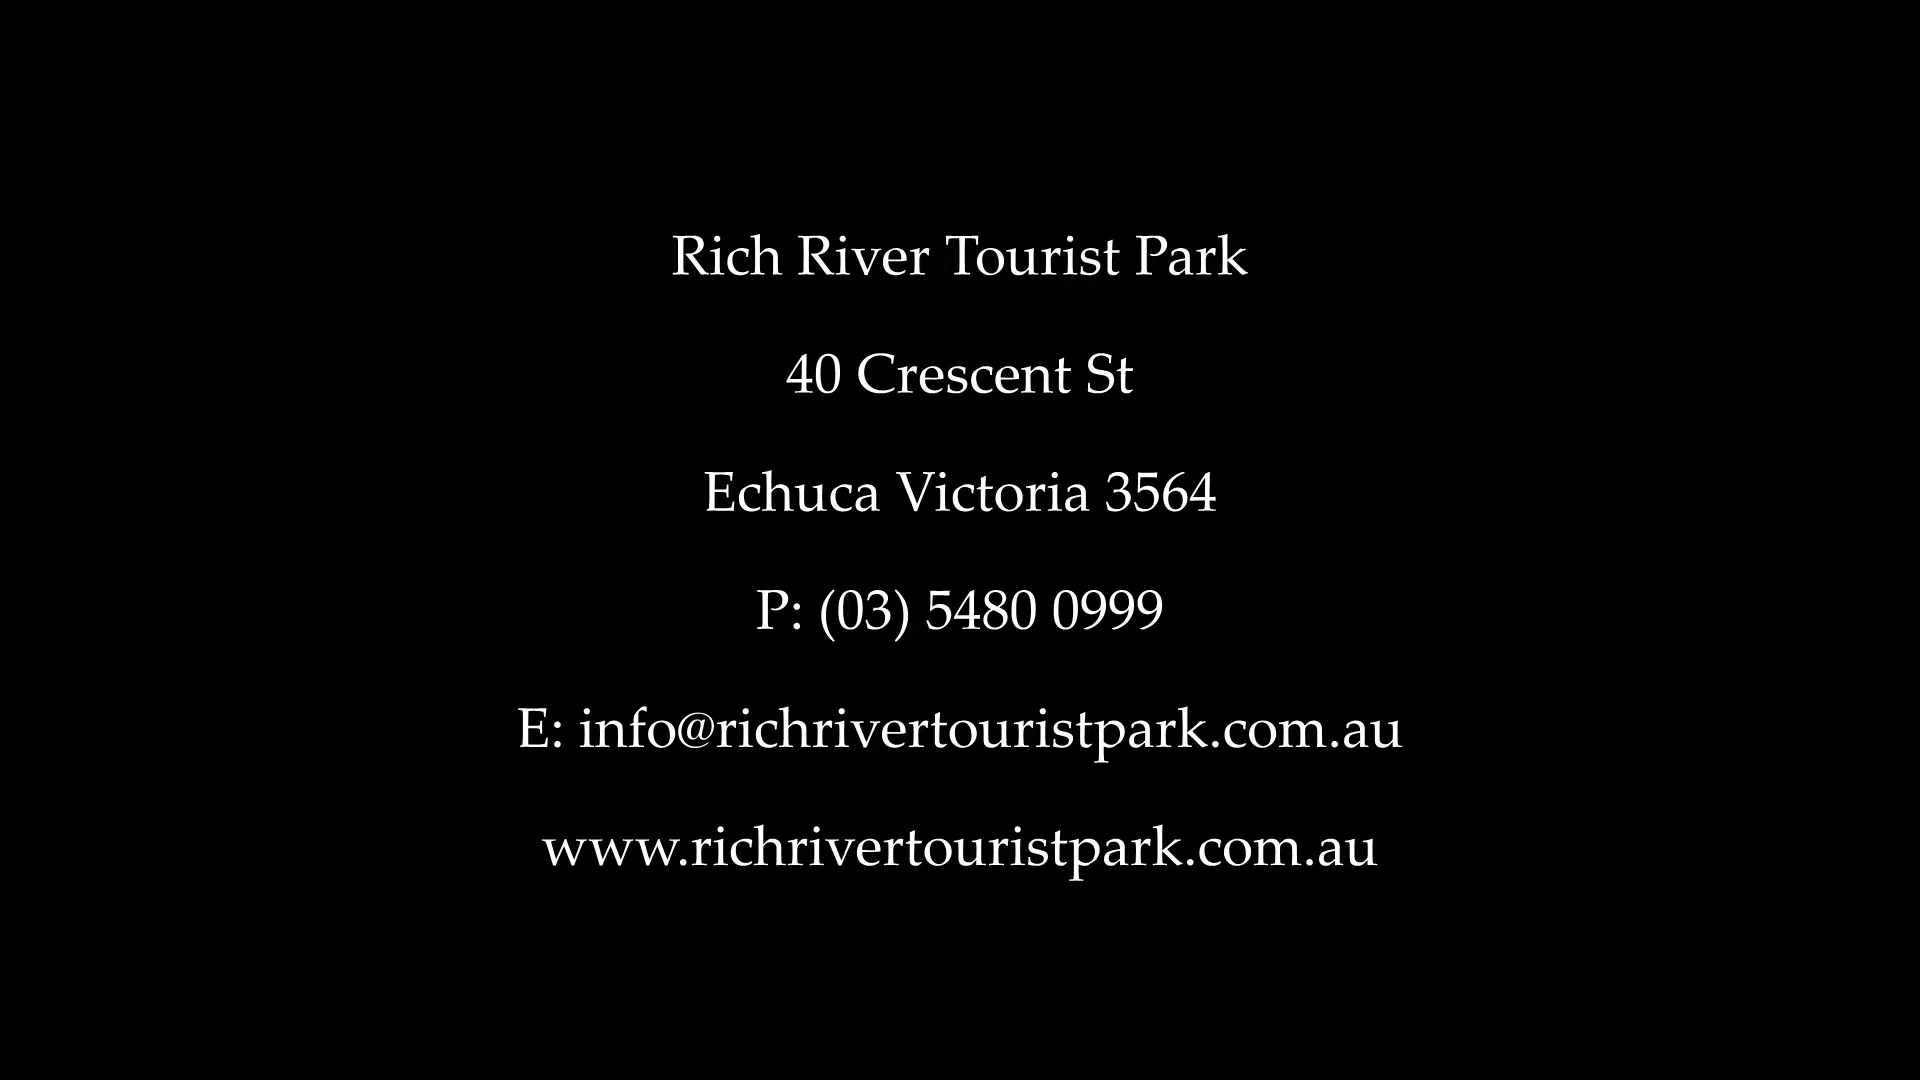 Rich River Tourist Park
40 Crescent St
Echuca Victoria 3564
P: (03) 5480 0999
E: info@richrivertouristpark.com.au
www.richrivertouristpark.com.au